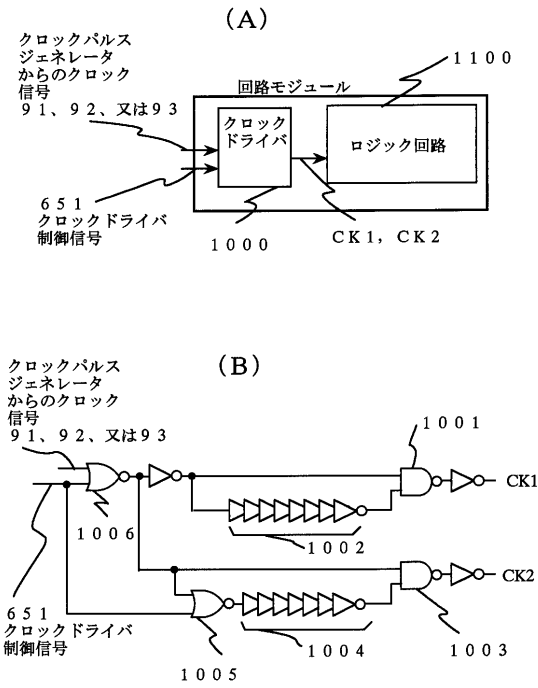 (A)
クロックパルス
ジェネレータ
からのクロック
信号
９１、９２、又は９３
回路モジュール
１１００
クロック
ドライバ
ロジック回路
６５１
クロックドライバ
制御信号
１０００
CK１，CK２
(B)
クロックパルス
ジェネレータ
からのクロック
信号
９１、９２、又は９３
１００１
CK1
１００６
１００２
CK2
６５１
クロックドライバ
制御信号
１００５
１００４
１００３